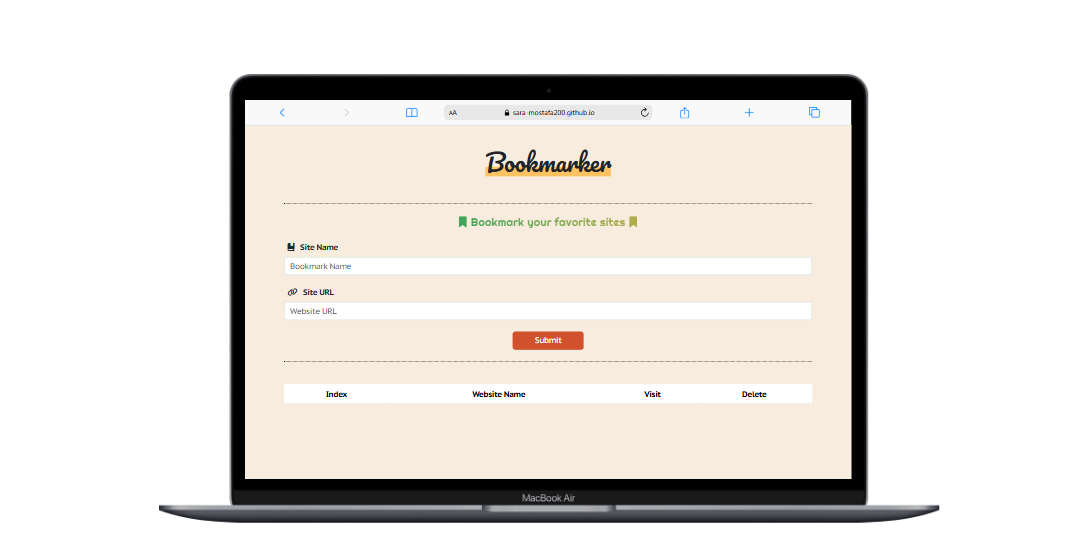 AA sara-mostafa200.github.io
Bookmarker
Bookmark your favorite sites
Site Name
Bookmark Name
Site URL
Website URL
Submit
Index Website Name Visit Delete
MacBook Air